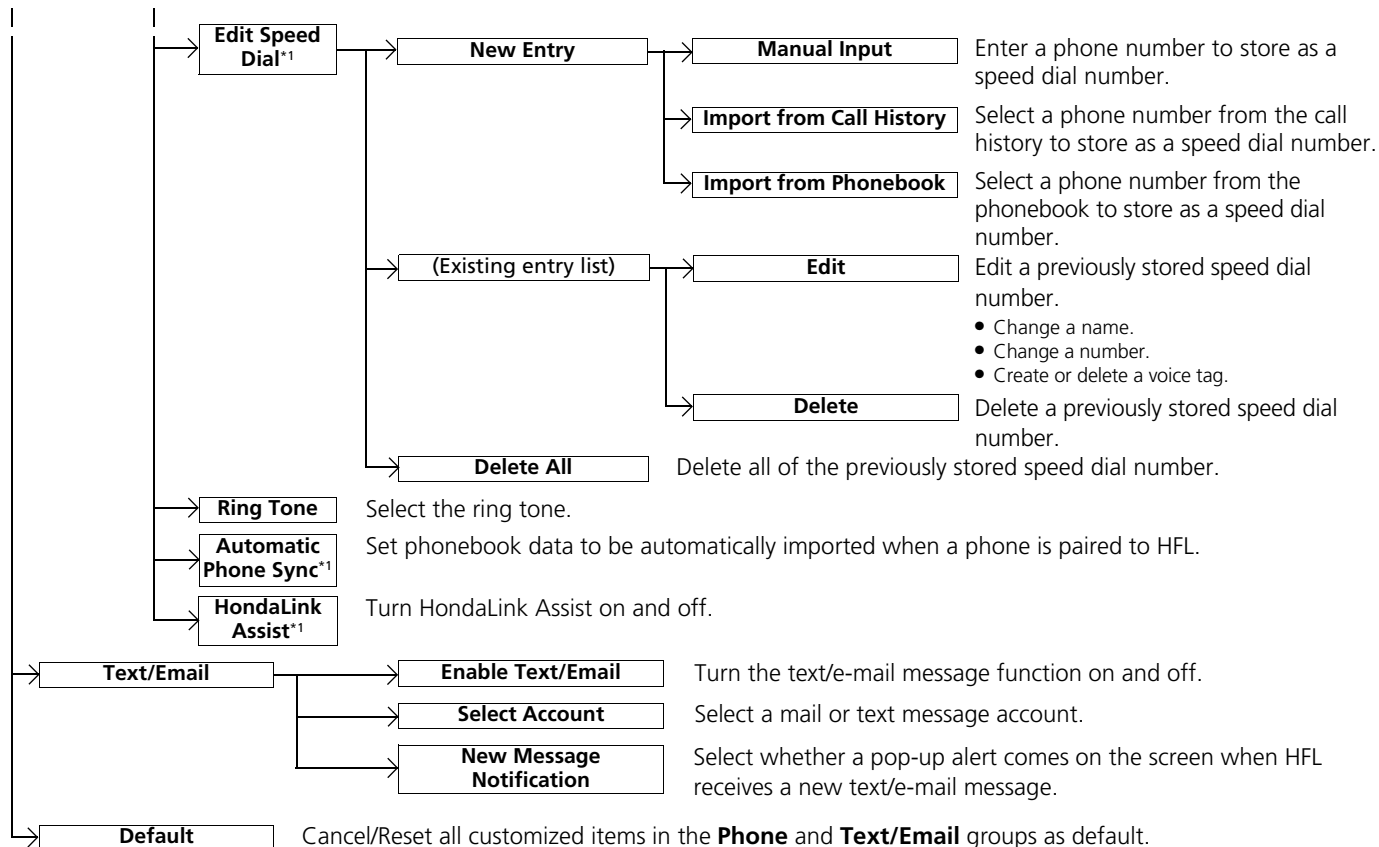 Edit Speed
Dial*1
New Entry
Manual Input
Enter a phone number to store as a
speed dial number.
Import from Call History
Select a phone number from the call
history to store as a speed dial number.
Import from Phonebook
Select a phone number from the
phonebook to store as a speed dial
number.
(Existing entry list)
Edit
Edit a previously stored speed dial
number.
● Change a name.
● Change a number.
● Create or delete a voice tag.
Delete
Delete a previously stored speed dial
number.
Delete All
Delete all of the previously stored speed dial number.
Ring Tone
Select the ring tone.
Automatic
Phone Sync*1
Set phonebook data to be automatically imported when a phone is paired to HFL.
HondaLink
Assist*1
Turn HondaLink Assist on and off.
Text/Email
Enable Text/Email
Turn the text/e-mail message function on and off.
Select Account
Select a mail or text message account.
New Message
Notification
Select whether a pop-up alert comes on the screen when HFL
receives a new text/e-mail message.
Default
Cancel/Reset all customized items in the Phone and Text/Email groups as default.